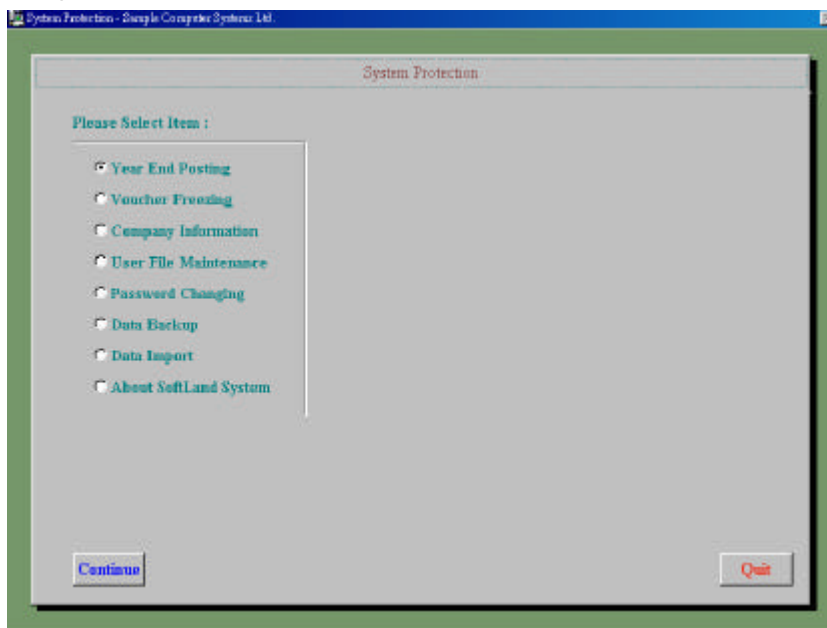 System Protection - Sample Computer Systems Ltd.
System Protection
Please Select Item :
Year End Posting
Voucher Freezing
Company Information
User File Maintenance
Password Changing
Data Backup
Data Import
About SoftLand System
Continue
Quit